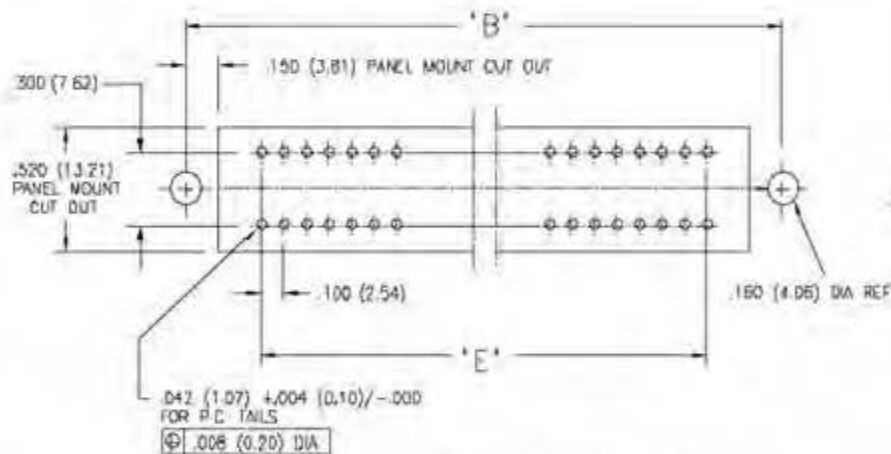 "B"
.150 (3.81) PANEL MOUNT CUT OUT
.300 (7.62)
.520 (13.21)
PANEL MOUNT
CUT OUT
.100 (2.54)
.160 (4.06) DIA REF
"E"
.042 (1.07) +.004 (0.10)/-.000
FOR P.C. TAILS
⌖ .008 (0.20) DIA